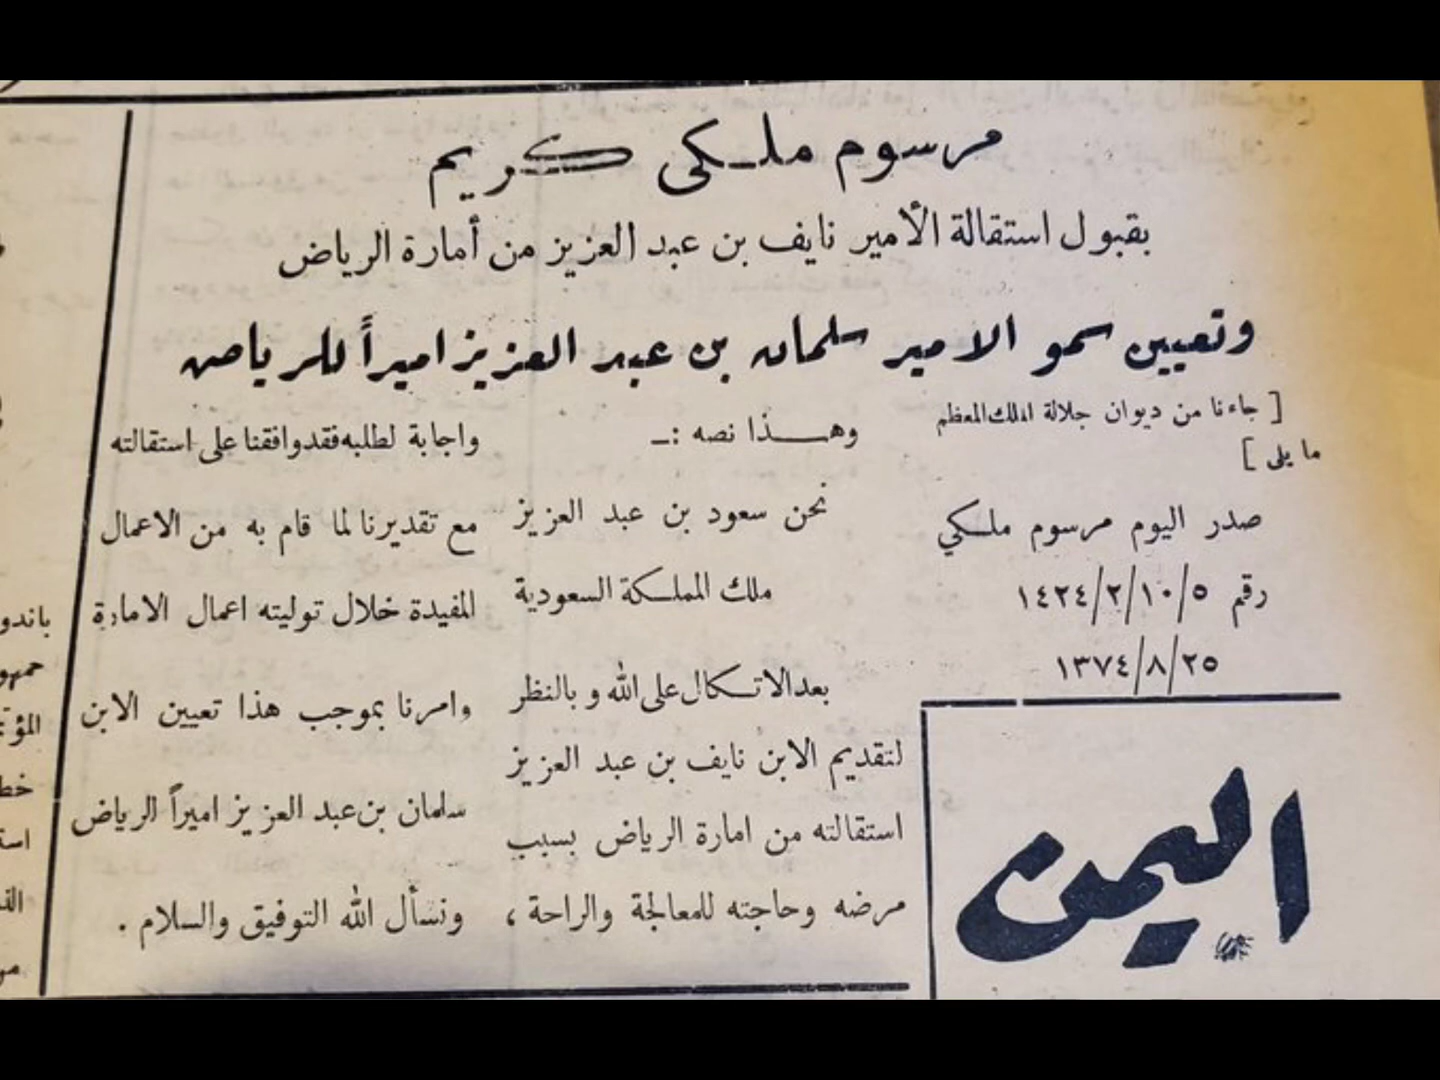 مرسوم ملكي كريم
بقبول استقالة الأمير نايف بن عبد العزيز من أمارة الرياض
وتعيين سمو الامير سلمان بن عبد العزيز اميراً للرياض
[ جاءنا من ديوان جلالة الملك المعظم
ما يلي ]
صدر اليوم مرسوم ملكي
رقم ١٤٢٤/٢/١٠/٥
١٣٧٤/٨/٢٥
وهـــذا نصه :ـ
نحن سعود بن عبد العزيز
ملك المملكة السعودية
بعد الاتكال على الله و بالنظر
لتقديم الابن نايف بن عبد العزيز
استقالته من امارة الرياض بسبب
مرضه وحاجته للمعالجة والراحة ،
واجابة لطلبه فقد وافقنا على استقالته
مع تقديرنا لما قام به من الاعمال
المفيدة خلال توليته اعمال الامارة
وامرنا بموجب هذا تعيين الابن
سلمان بن عبد العزيز اميراً الرياض
ونسأل الله التوفيق والسلام .
اليمن